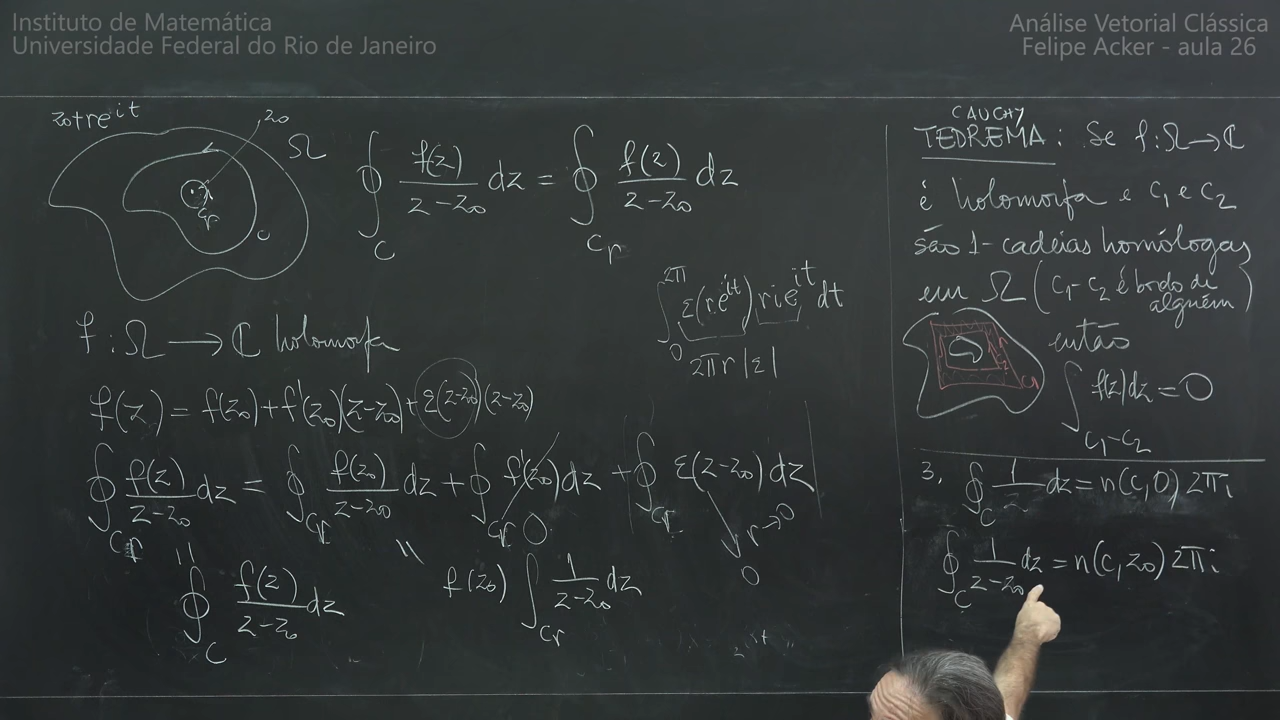 Instituto de Matemática
Universidade Federal do Rio de Janeiro
Análise Vetorial Clássica
Felipe Acker - aula 26
z₀+re^{it}
z₀
Ω
C_r
C
∮_C f(z)/(z-z₀) dz = ∮_{C_r} f(z)/(z-z₀) dz
∫_0^{2π} ε(re^{it}) rie^{it} dt
2πr|ε|
f: Ω → ℂ holomorfa
f(z) = f(z₀) + f'(z₀)(z-z₀) + ε(z-z₀)(z-z₀)
∮_{C_r} f(z)/(z-z₀) dz = ∮_{C_r} f(z₀)/(z-z₀) dz + ∮_{C_r} f'(z₀) dz + |∮_{C_r} ε(z-z₀) dz|
0
r→0
0
= =
∮_C f(z)/(z-z₀) dz
f(z₀) ∫_{C_r} 1/(z-z₀) dz
CAUCHY
TEOREMA: Se f: Ω → ℂ
é holomorfa e C₁ e C₂
são 1-cadeias homólogas
em Ω (C₁-C₂ é bordo de
alguém)
então
C₂
C₁
∫_{C₁-C₂} f(z)dz = 0
3. ∮_C 1/z dz = n(C,0) 2πi
∮_C 1/(z-z₀) dz = n(C,z₀) 2πi